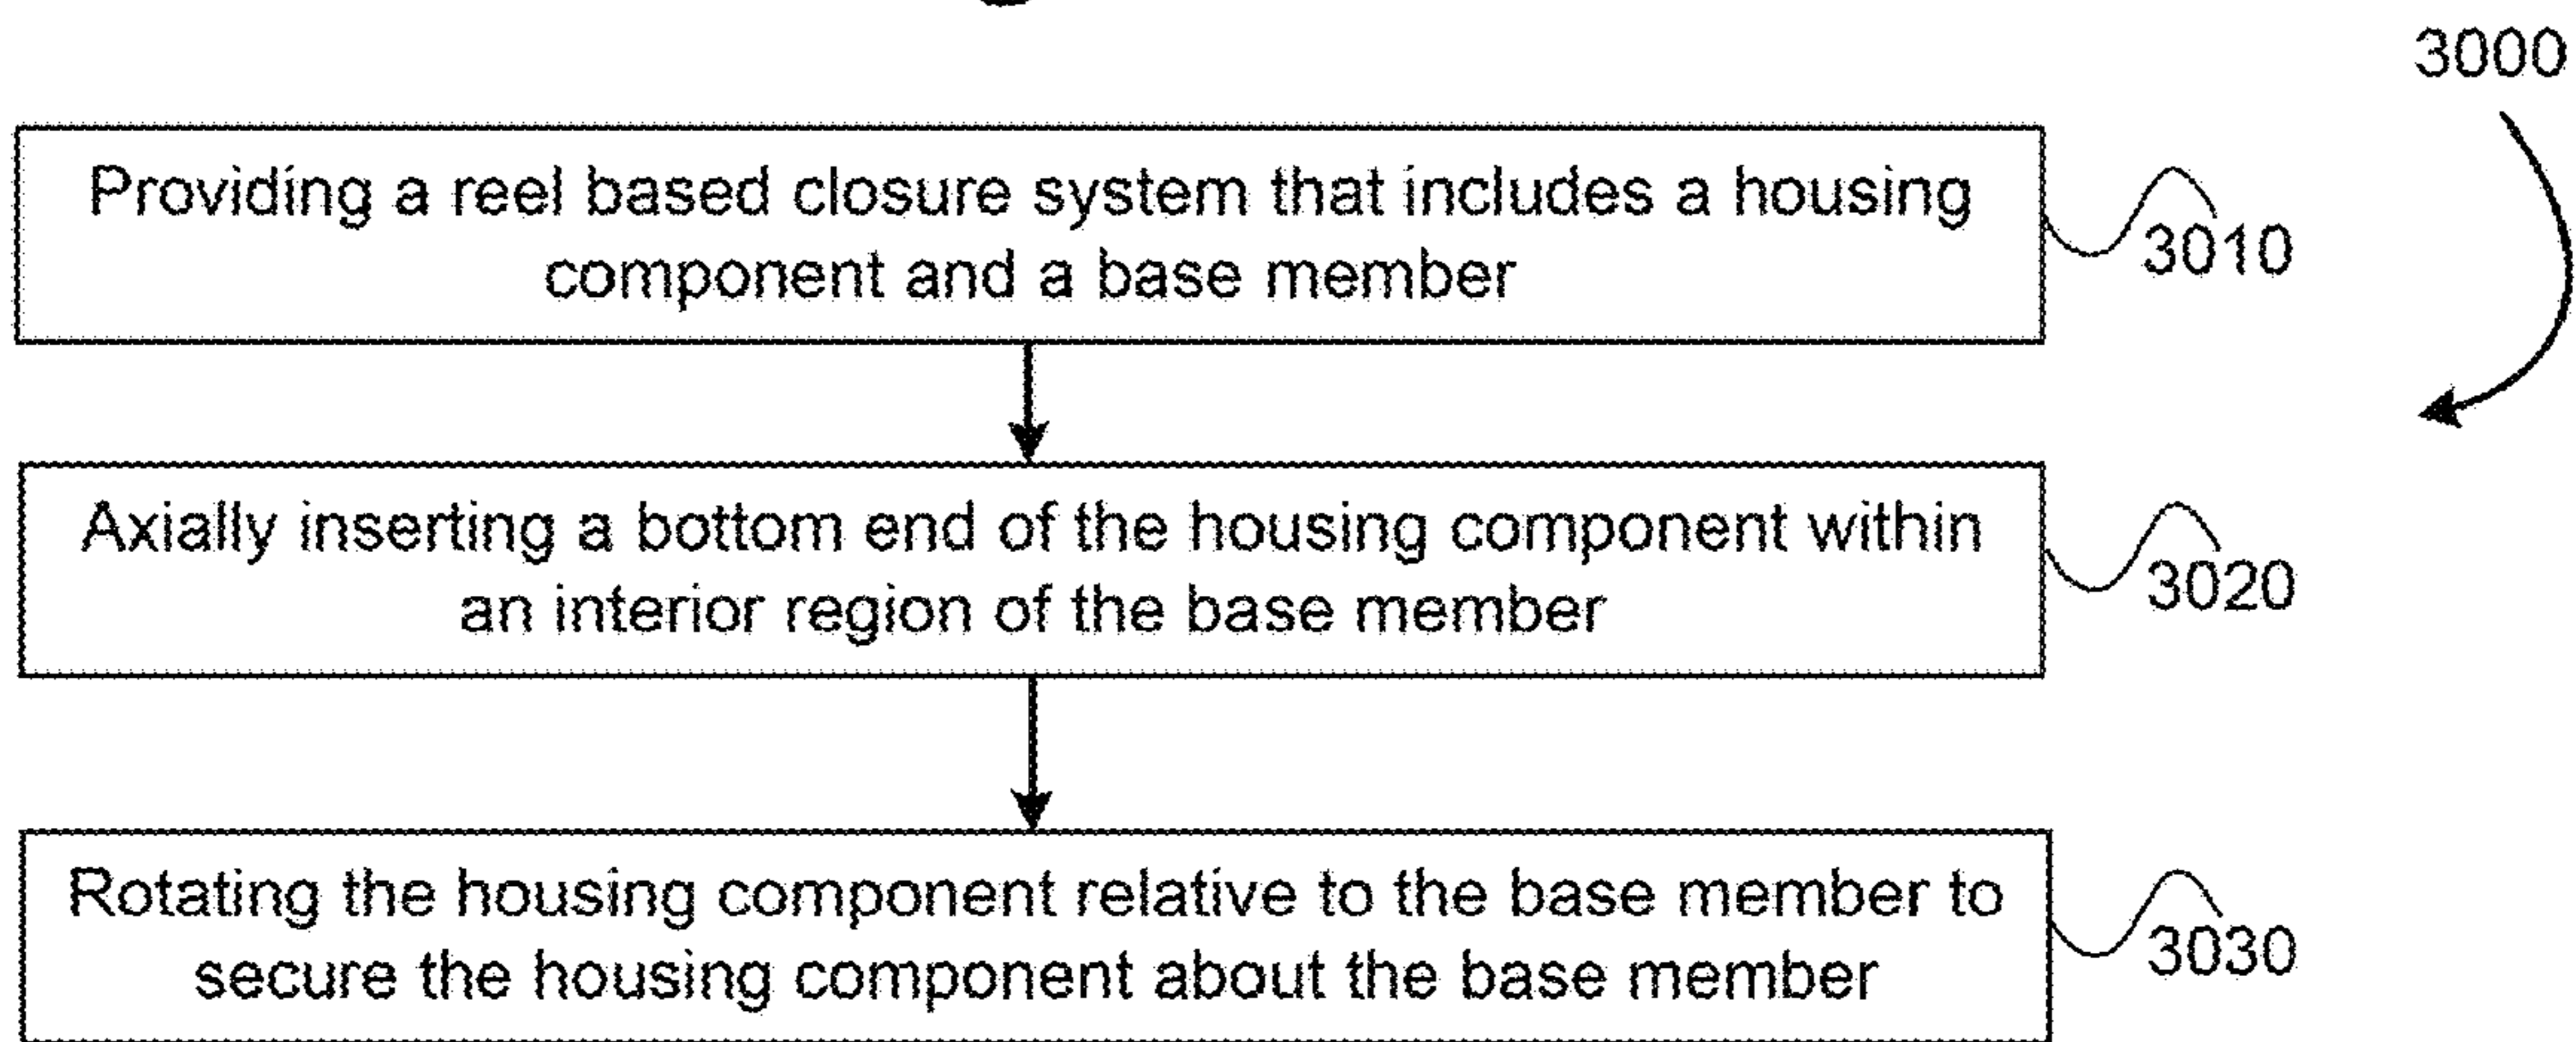 3000
Providing a reel based closure system that includes a housing
component and a base member
3010
Axially inserting a bottom end of the housing component within
an interior region of the base member
3020
Rotating the housing component relative to the base member to
secure the housing component about the base member
3030